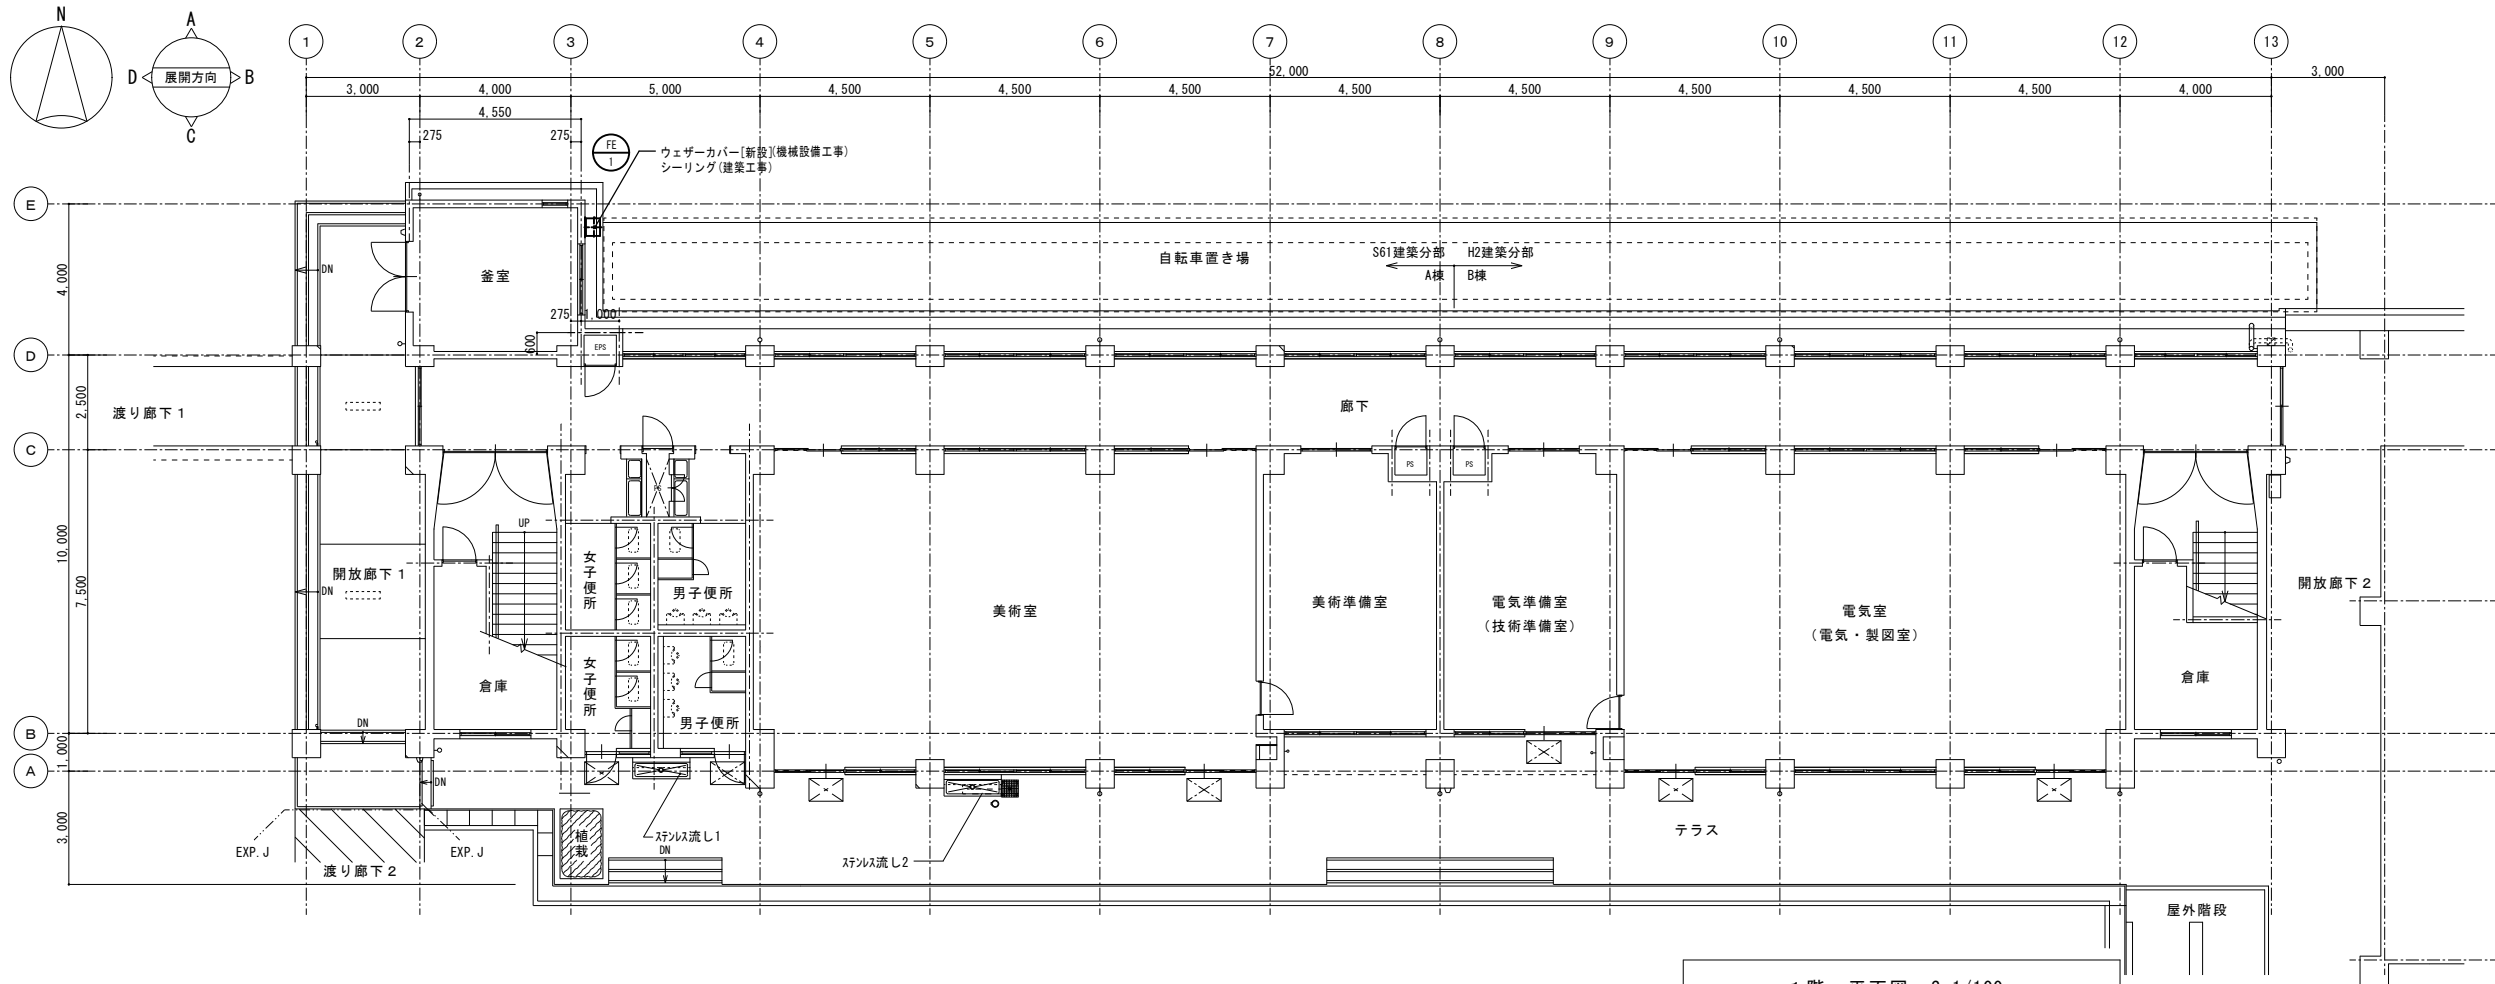 N
A
D
展開方向
B
C
1
2
3
4
5
6
7
8
9
10
11
12
13
52,000
3,000
3,000
4,000
5,000
4,500
4,500
4,500
4,500
4,500
4,500
4,500
4,500
4,000
4,550
275
275
FE
1
ウェザーカバー[新設](機械設備工事)
シーリング(建築工事)
E
DN
4,000
釜室
自転車置き場
S61建築分部
H2建築分部
A棟
B棟
275
1,000
600
EPS
D
2,500
渡り廊下1
廊下
C
PS
PS
PS
UP
10,000
7,500
開放廊下1
DN
女子便所
男子便所
美術室
美術準備室
電気準備室
(技術準備室)
電気室
(電気・製図室)
開放廊下2
倉庫
女子便所
男子便所
倉庫
DN
B
1,000
A
DN
3,000
EXP.J
EXP.J
渡り廊下2
植栽
ステンレス流し1
DN
ステンレス流し2
テラス
屋外階段